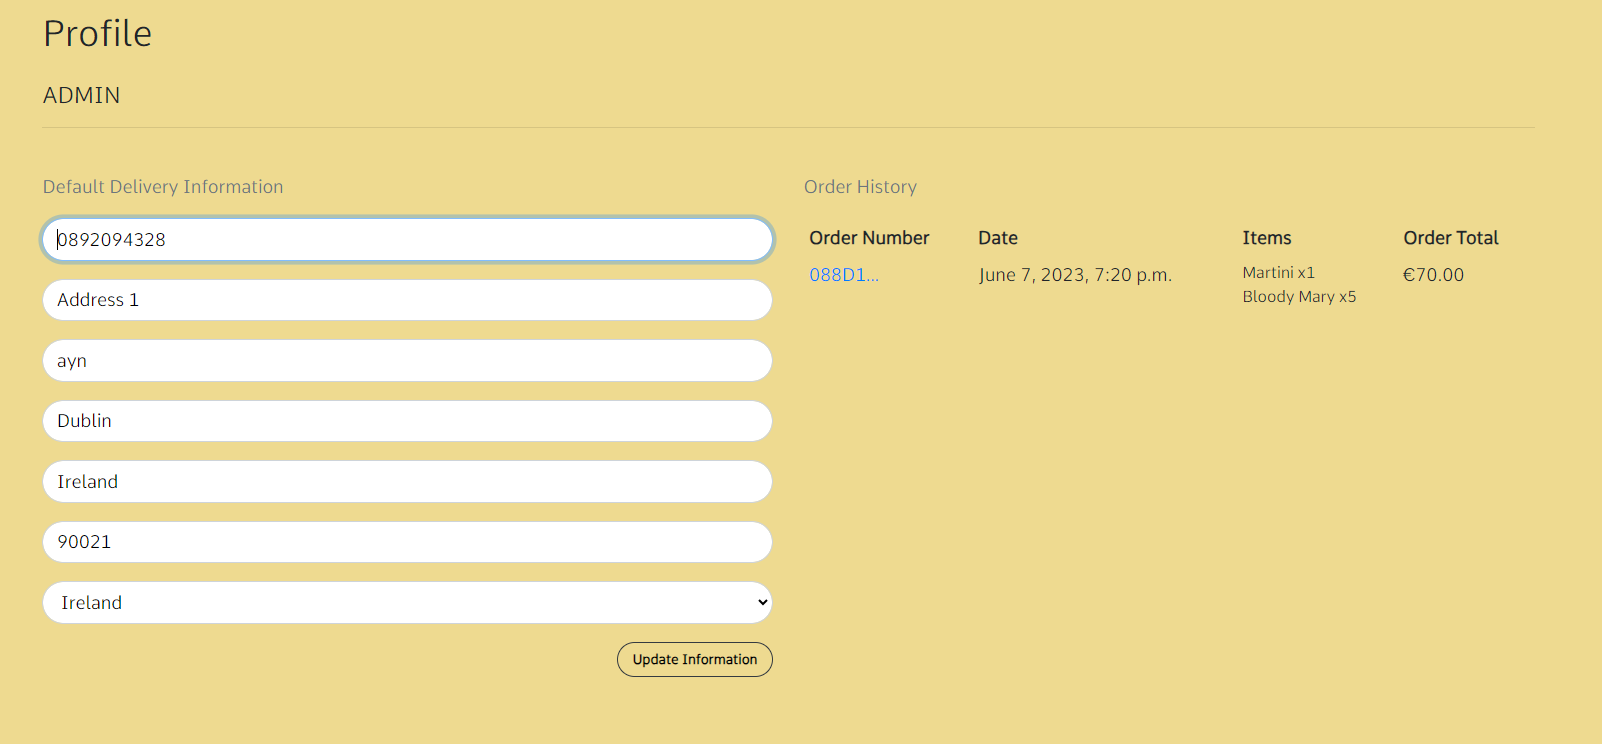 Profile
ADMIN
Default Delivery Information
0892094328
Address 1
ayn
Dublin
Ireland
90021
Ireland
Update Information
Order History
Order Number Date Items Order Total
088D1... June 7, 2023, 7:20 p.m. Martini x1 €70.00
Bloody Mary x5